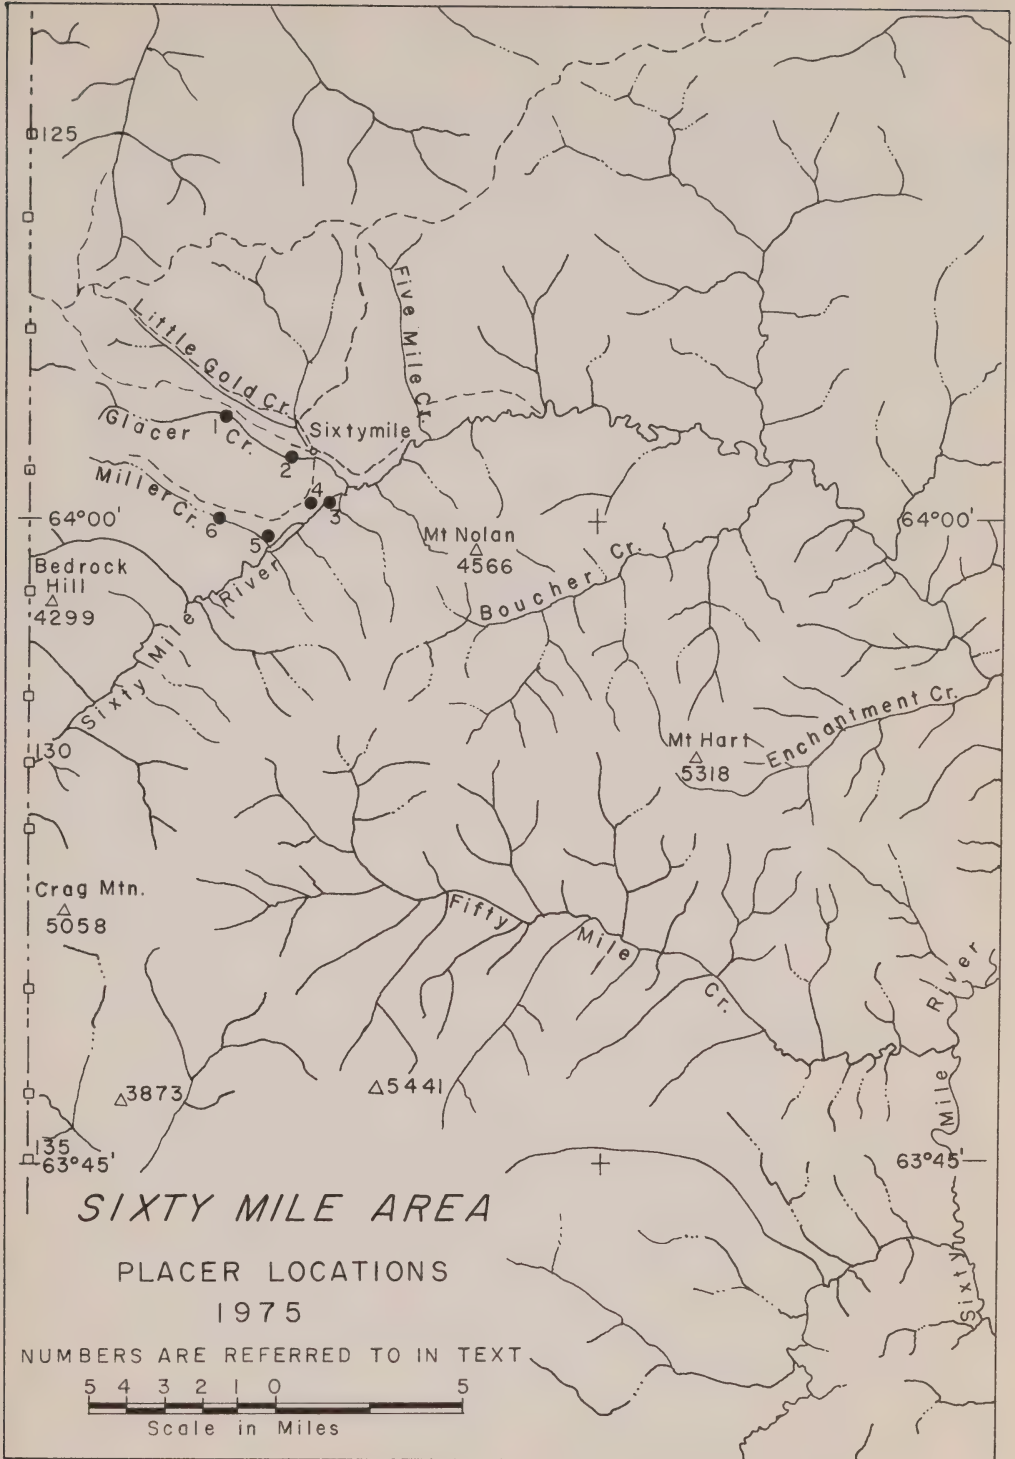 125
Little Gold Cr.
Five Mile Cr.
Glacer Cr.
1
Sixtymile
2
Miller Cr.
4
3
6
5
64°00'
64°00'
Mt Nolan
4566
Bedrock
Hill
4299
Boucher Cr.
Sixty Mile River
Enchantment Cr.
Mt Hart
5318
130
Crag Mtn.
5058
Fifty Mile Cr.
Sixty Mile River
3873
5441
135
63°45'
63°45'
SIXTY MILE AREA
PLACER LOCATIONS
1975
NUMBERS ARE REFERRED TO IN TEXT
5 4 3 2 1 0 5
Scale in Miles